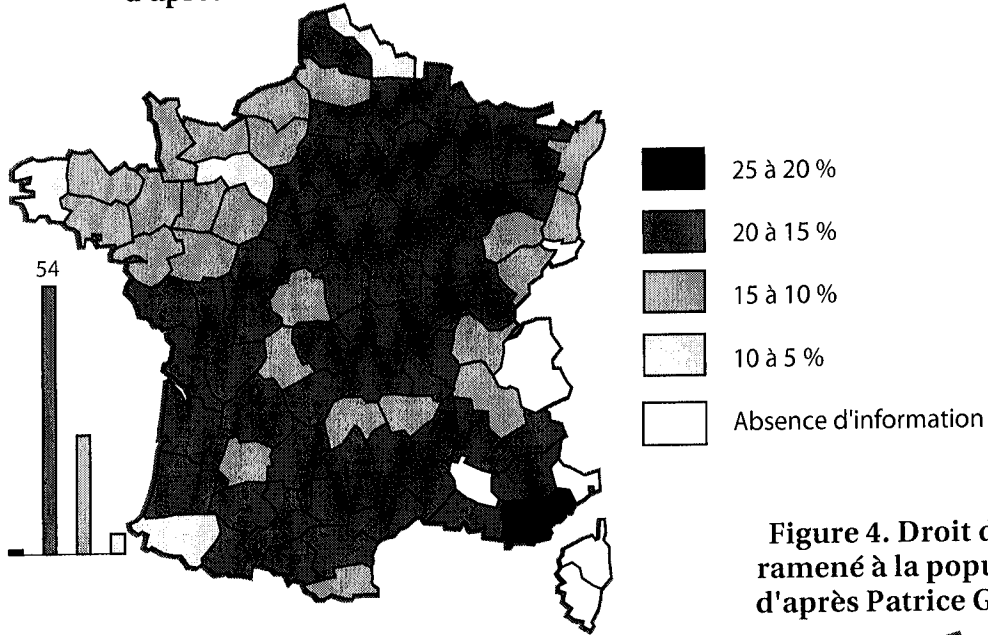 54
25 à 20 %
20 à 15 %
15 à 10 %
10 à 5 %
Absence d'information
Figure 4. Droit d
ramené à la popu
d'après Patrice G